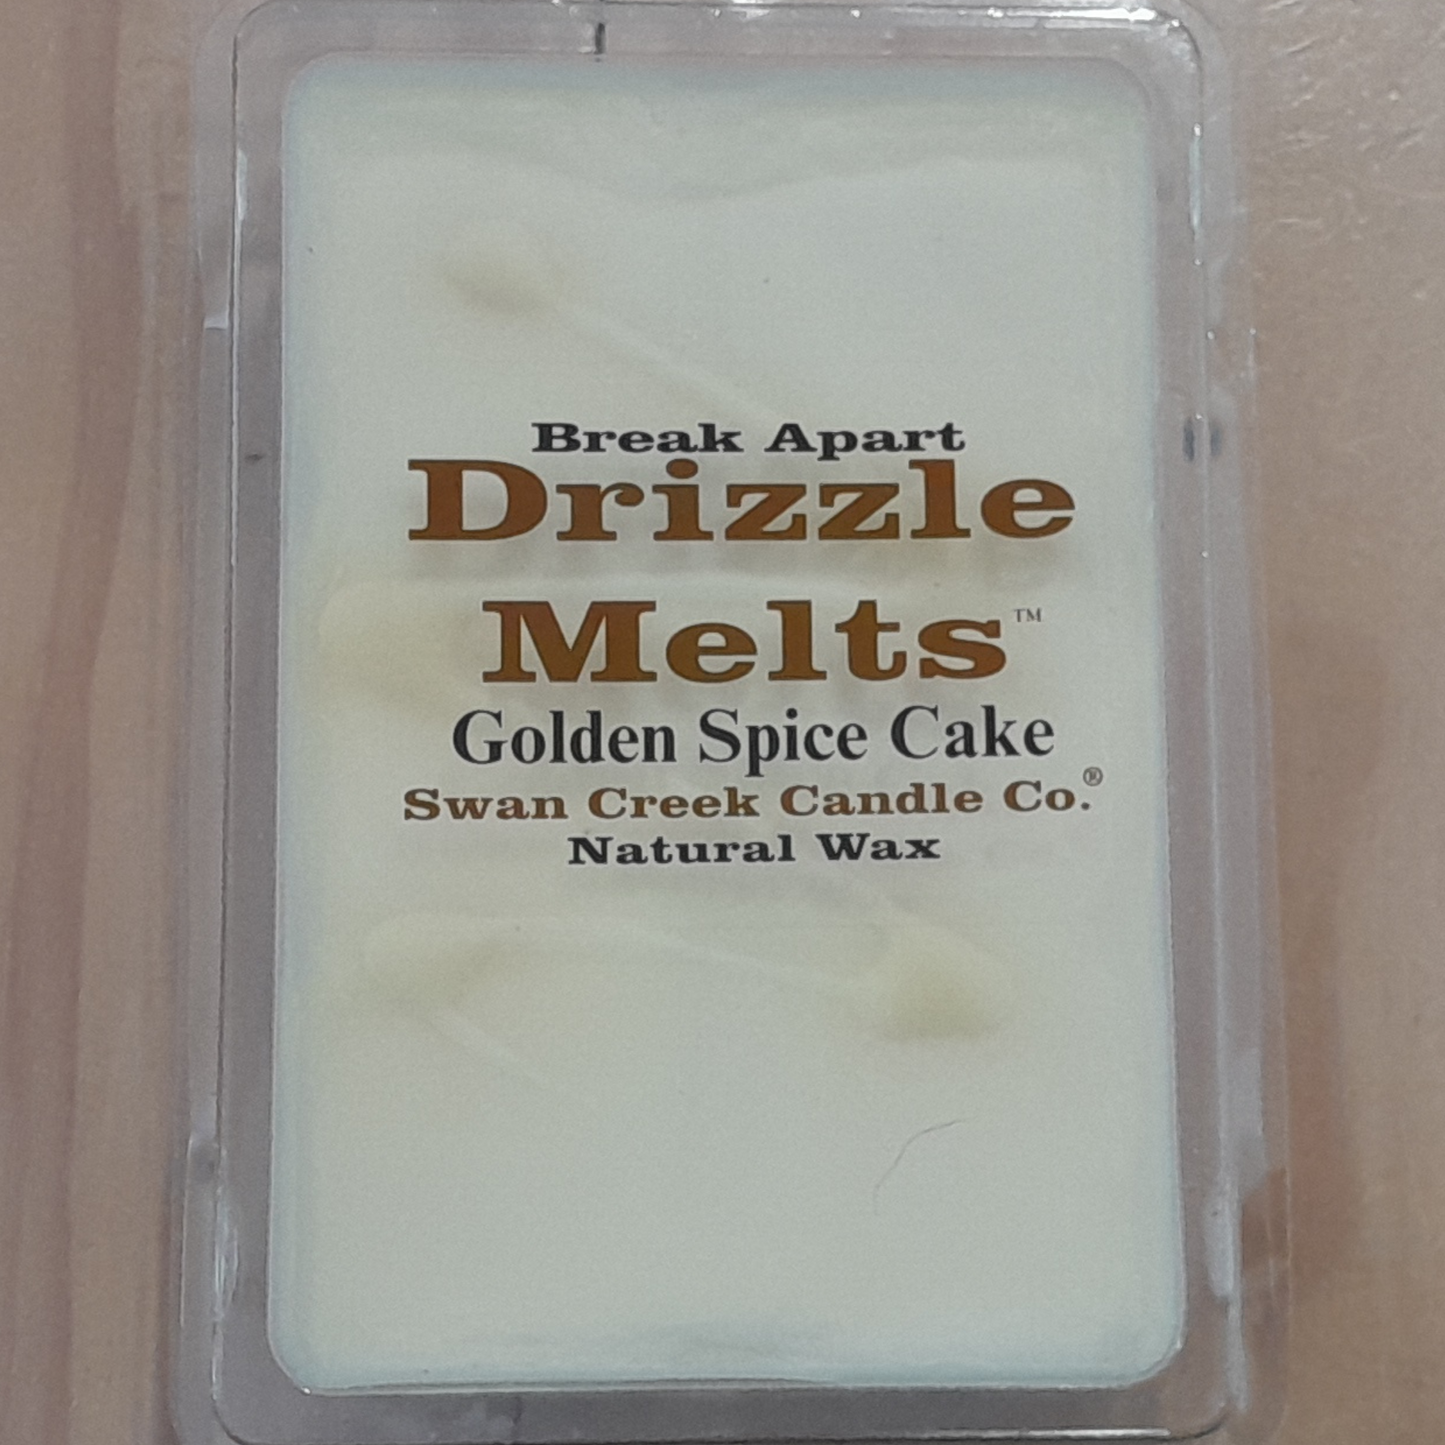 Break Apart
Drizzle
Melts™
Golden Spice Cake
Swan Creek Candle Co.®
Natural Wax